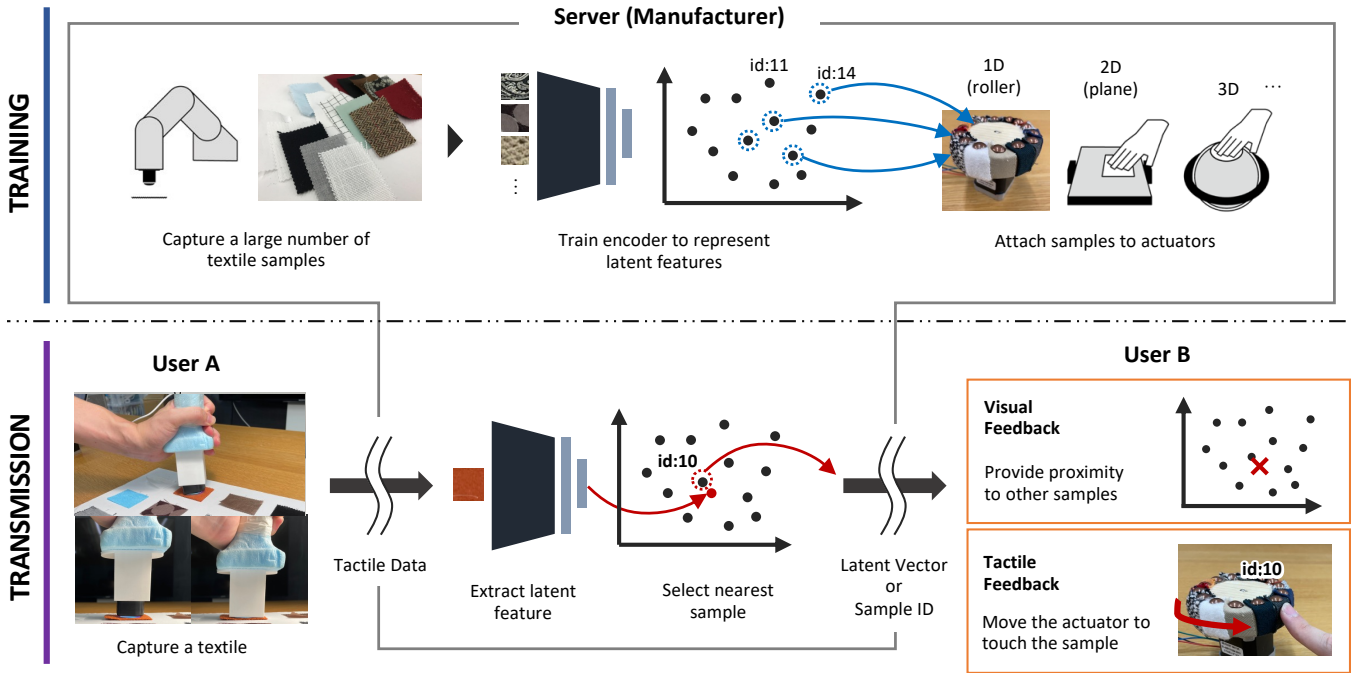 Server (Manufacturer)
TRAINING
id:11
id:14
1D
(roller)
2D
(plane)
3D
...
⋮
Capture a large number of
textile samples
Train encoder to represent
latent features
Attach samples to actuators
TRANSMISSION
User A
User B
Capture a textile
Tactile Data
id:10
Extract latent
feature
Select nearest
sample
Latent Vector
or
Sample ID
Visual
Feedback
Provide proximity
to other samples
Tactile
Feedback
id:10
Move the actuator to
touch the sample